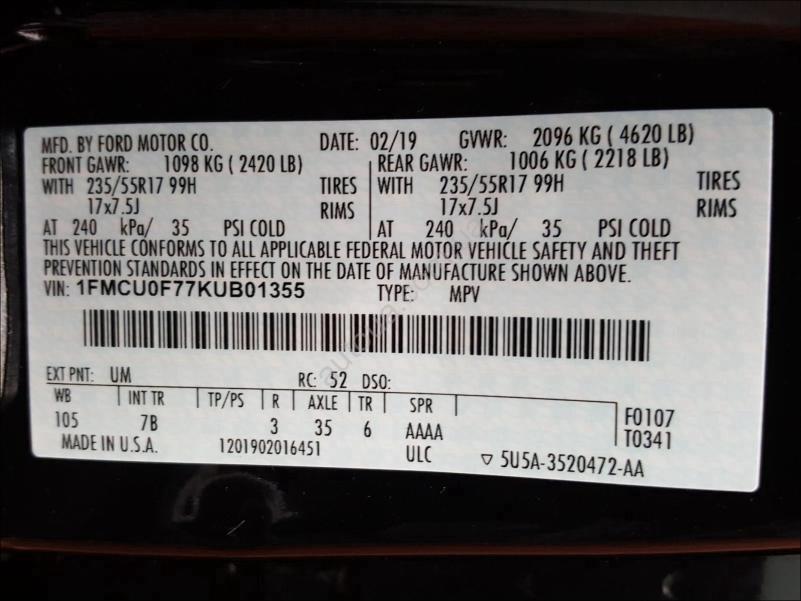 MFD. BY FORD MOTOR CO. DATE: 02/19 GVWR: 2096 KG ( 4620 LB)
FRONT GAWR: 1098 KG ( 2420 LB) REAR GAWR: 1006 KG ( 2218 LB)
WITH 235/55R17 99H TIRES WITH 235/55R17 99H TIRES
17x7.5J RIMS 17x7.5J RIMS
AT 240 kPa/ 35 PSI COLD AT 240 kPa/ 35 PSI COLD
THIS VEHICLE CONFORMS TO ALL APPLICABLE FEDERAL MOTOR VEHICLE SAFETY AND THEFT
PREVENTION STANDARDS IN EFFECT ON THE DATE OF MANUFACTURE SHOWN ABOVE.
VIN: 1FMCU0F77KUB01355 TYPE: MPV
EXT PNT: UM RC: 52 DSO:
WB INT TR TP/PS R AXLE TR SPR F0107
105 7B 3 35 6 AAAA T0341
MADE IN U.S.A. 1201902016451 ULC ▽ 5U5A-3520472-AA